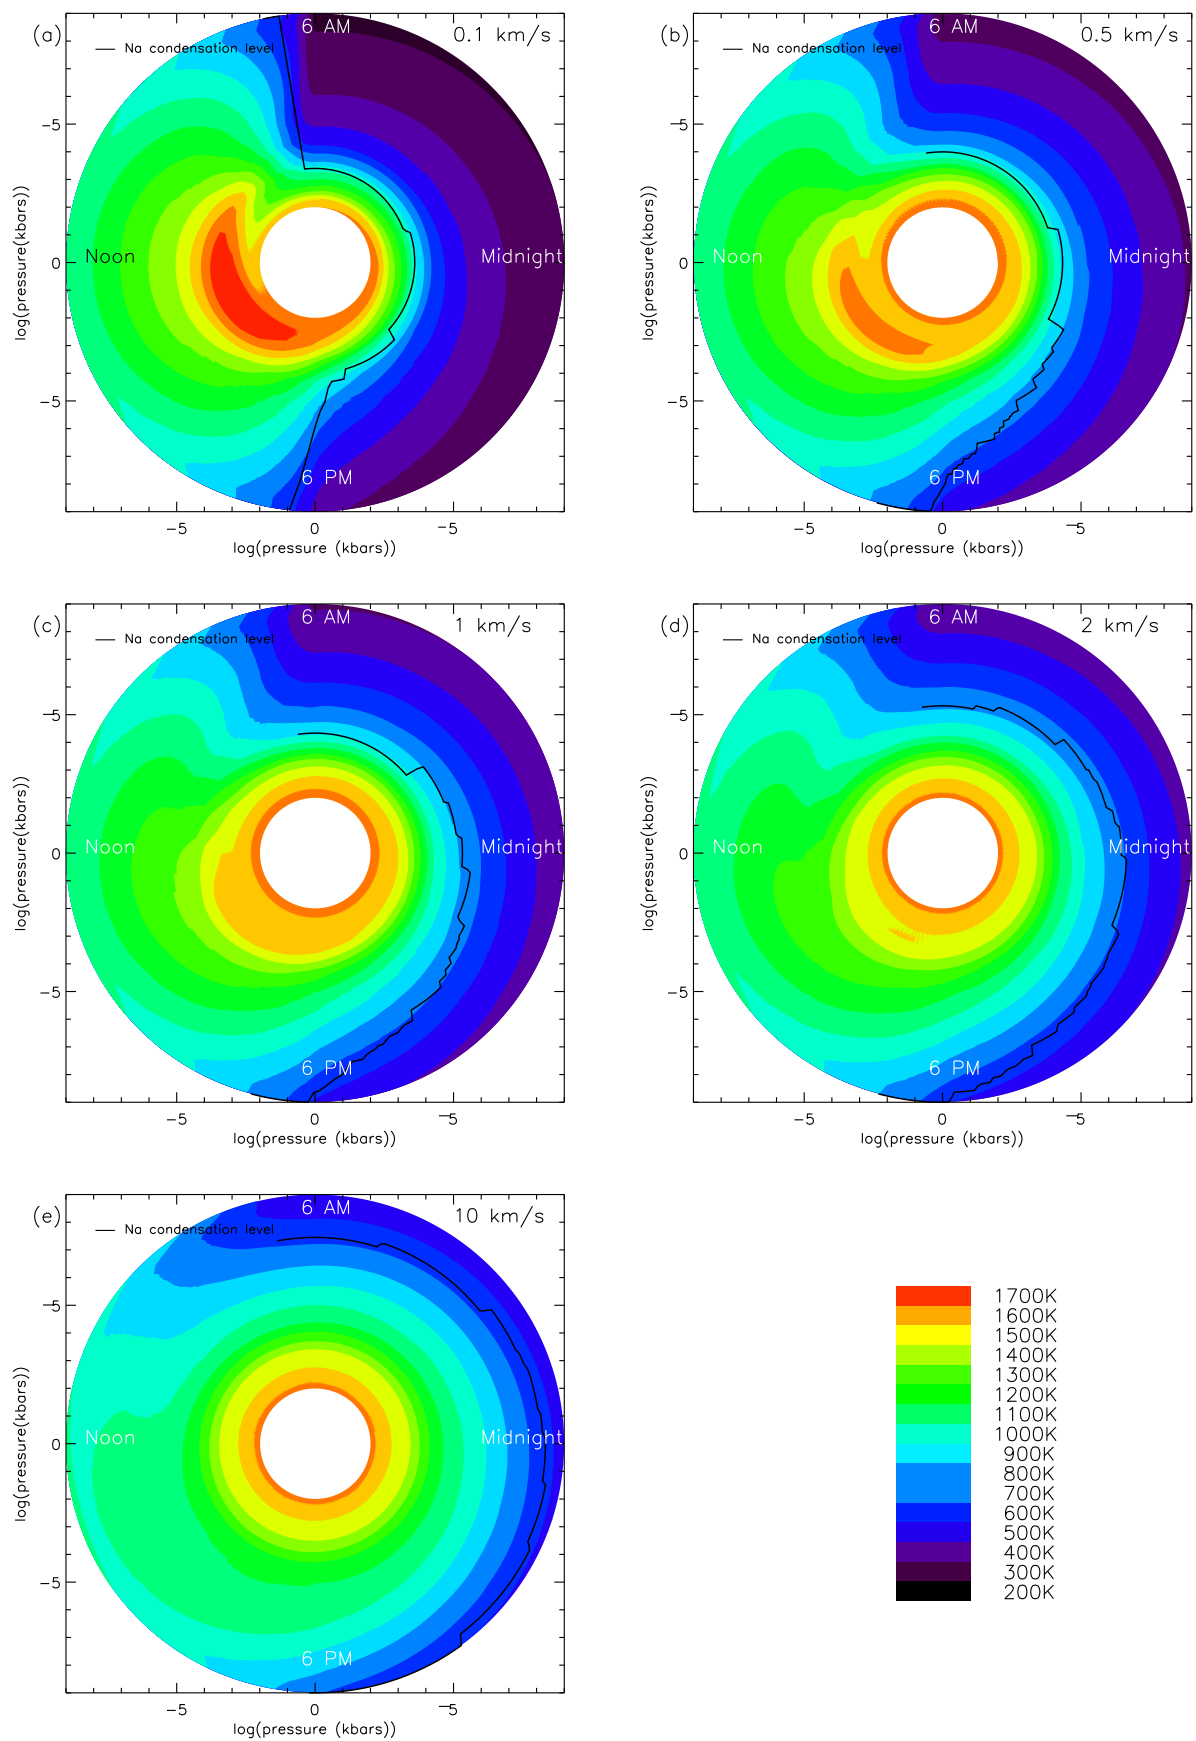 (a) 6 AM 0.1 km/s
Na condensation level
-5
log(pressure(kbars))
Noon
Midnight
0
-5
6 PM
-5 0 -5
log(pressure (kbars))
(b) 6 AM 0.5 km/s
Na condensation level
-5
log(pressure(kbars))
Noon
Midnight
0
-5
6 PM
-5 0 -5
log(pressure (kbars))
(c) 6 AM 1 km/s
Na condensation level
-5
log(pressure(kbars))
Noon
Midnight
0
-5
6 PM
-5 0 -5
log(pressure (kbars))
(d) 6 AM 2 km/s
Na condensation level
-5
log(pressure(kbars))
Noon
Midnight
0
-5
6 PM
-5 0 -5
log(pressure (kbars))
(e) 6 AM 10 km/s
Na condensation level
-5
log(pressure(kbars))
Noon
Midnight
0
-5
6 PM
-5 0 -5
log(pressure (kbars))
1700K
1600K
1500K
1400K
1300K
1200K
1100K
1000K
900K
800K
700K
600K
500K
400K
300K
200K